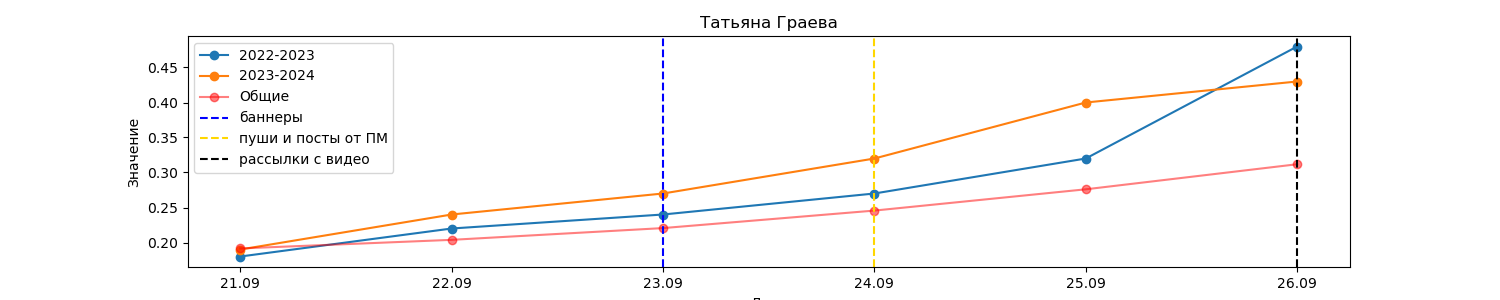 Татьяна Граева
2022-2023
2023-2024
Общие
баннеры
пуши и посты от ПМ
рассылки с видео
Значение
0.45
0.40
0.35
0.30
0.25
0.20
21.09 22.09 23.09 24.09 25.09 26.09